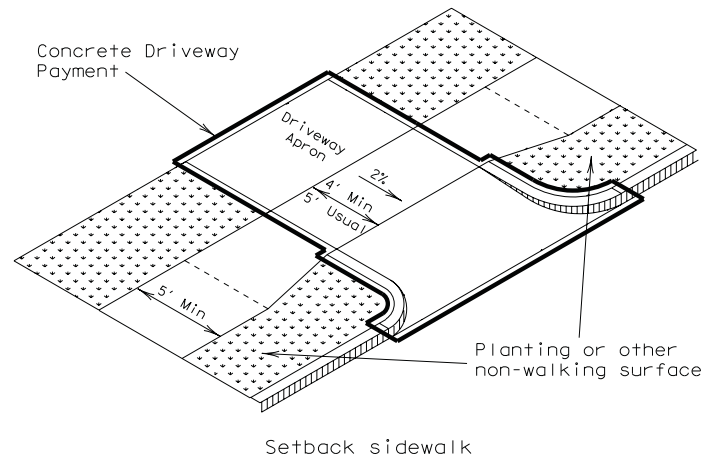 Concrete Driveway
Payment
Driveway
Apron
2%
4' Min
5' Usual
5' Min
Planting or other
non-walking surface
Setback sidewalk